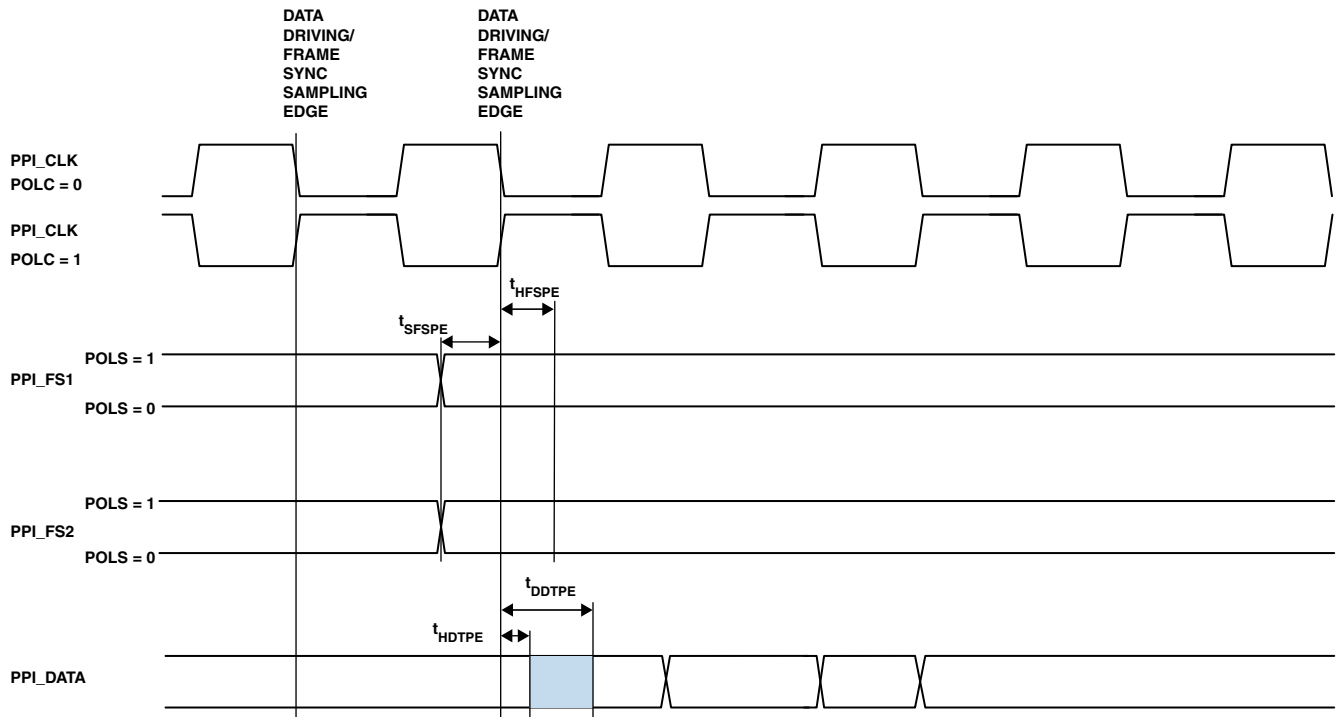 DATA
DRIVING/
FRAME
SYNC
SAMPLING
EDGE
DATA
DRIVING/
FRAME
SYNC
SAMPLING
EDGE
PPI_CLK
POLC = 0
PPI_CLK
POLC = 1
tHFSPE
tSFSPE
POLS = 1
PPI_FS1
POLS = 0
POLS = 1
PPI_FS2
POLS = 0
tDDTPE
tHDTPE
PPI_DATA